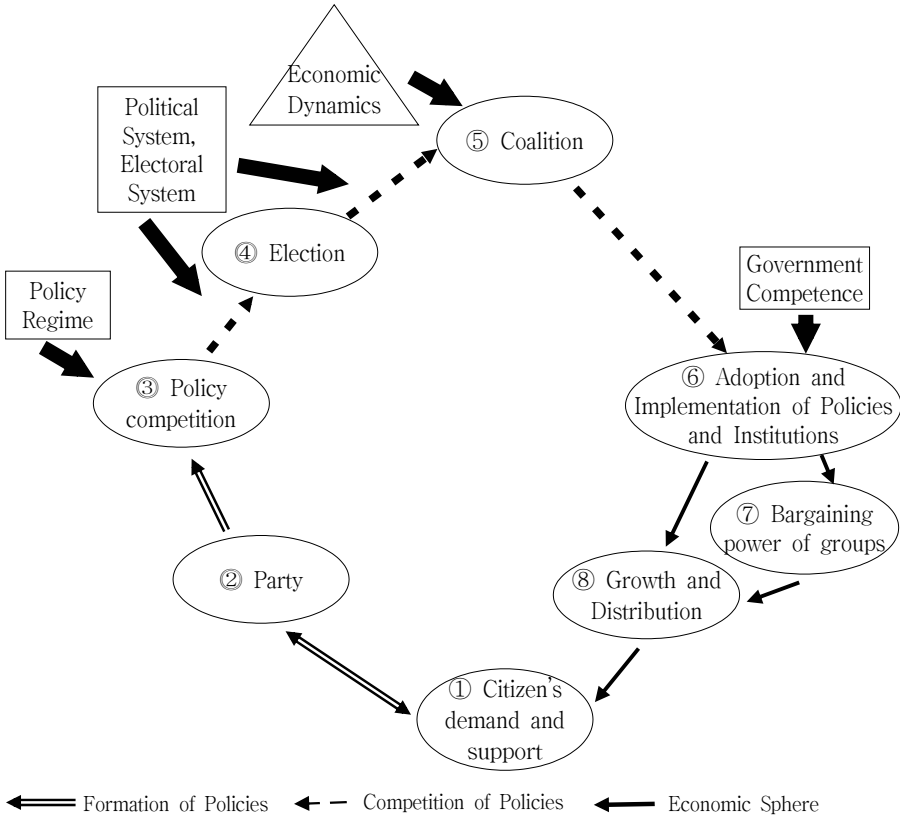 Economic
Dynamics
Political
System,
Electoral
System
⑤ Coalition
④ Election
Government
Competence
Policy
Regime
③ Policy
competition
⑥ Adoption and
Implementation of Policies
and Institutions
⑦ Bargaining
power of groups
② Party
⑧ Growth and
Distribution
① Citizen's
demand and
support
Formation of Policies
Competition of Policies
Economic Sphere